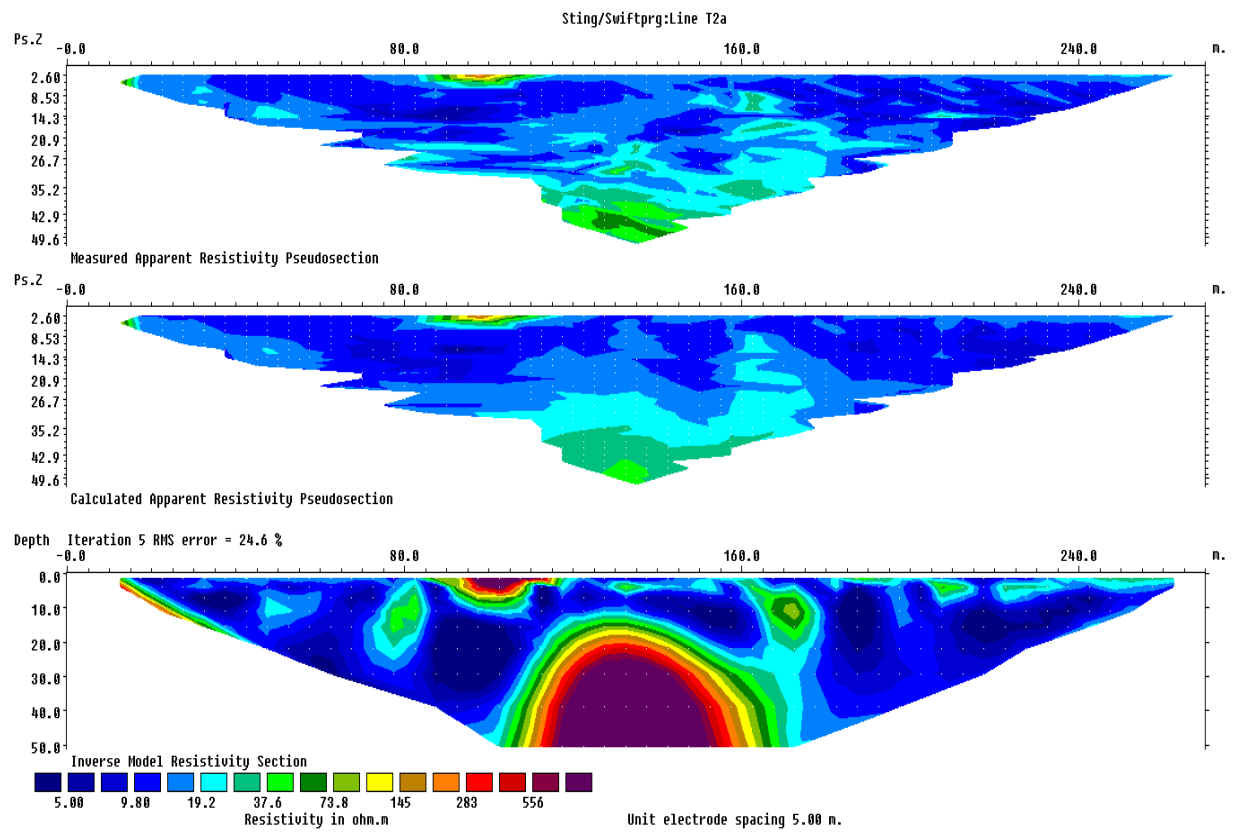 Sting/Swiftprg:Line T2a
Ps.Z -0.0 80.0 160.0 240.0 m.
2.60
8.53
14.3
20.9
26.7
35.2
42.9
49.6
Measured Apparent Resistivity Pseudosection
Ps.Z -0.0 80.0 160.0 240.0 m.
2.60
8.53
14.3
20.9
26.7
35.2
42.9
49.6
Calculated Apparent Resistivity Pseudosection
Depth Iteration 5 RMS error = 24.6 %
-0.0 80.0 160.0 240.0 m.
0.0
10.0
20.0
30.0
40.0
50.0
Inverse Model Resistivity Section
5.00 9.80 19.2 37.6 73.8 145 283 556
Resistivity in ohm.m Unit electrode spacing 5.00 m.